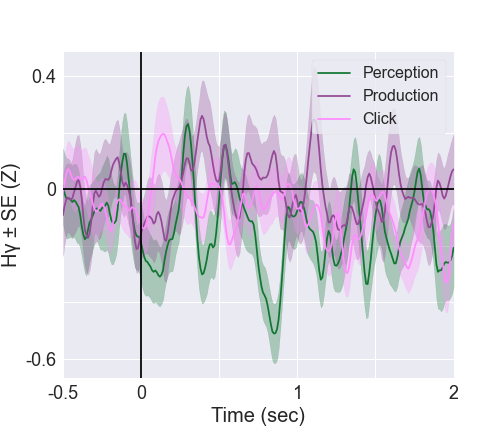 0.4
Perception
Production
Click
0
Hγ ± SE (Z)
-0.6
-0.5
0
1
2
Time (sec)